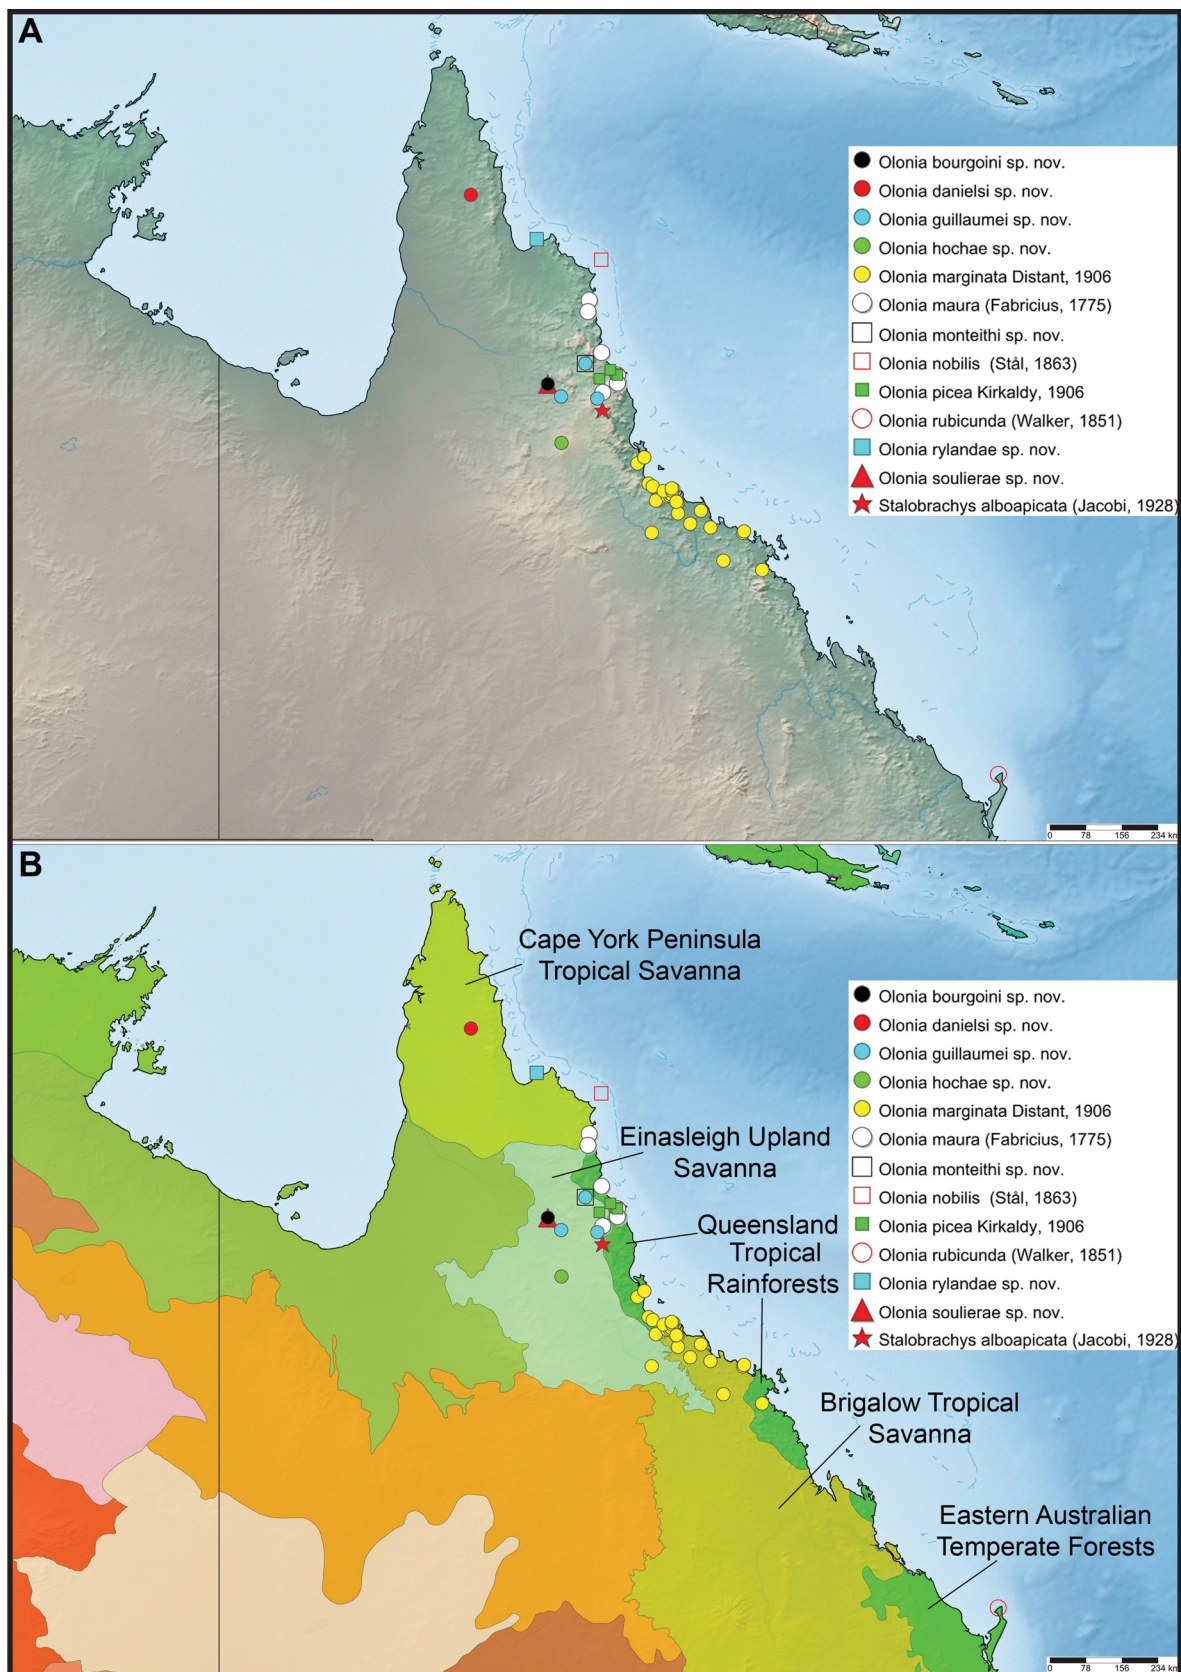 A
Olonia bourgoini sp. nov.
Olonia danielsi sp. nov.
Olonia guillaumei sp. nov.
Olonia hochae sp. nov.
Olonia marginata Distant, 1906
Olonia maura (Fabricius, 1775)
Olonia monteithi sp. nov.
Olonia nobilis (Stål, 1863)
Olonia picea Kirkaldy, 1906
Olonia rubicunda (Walker, 1851)
Olonia rylandae sp. nov.
Olonia soulierae sp. nov.
Stalobrachys alboapicata (Jacobi, 1928)
0 78 156 234 km
B
Cape York Peninsula
Tropical Savanna
Olonia bourgoini sp. nov.
Olonia danielsi sp. nov.
Olonia guillaumei sp. nov.
Olonia hochae sp. nov.
Olonia marginata Distant, 1906
Olonia maura (Fabricius, 1775)
Olonia monteithi sp. nov.
Olonia nobilis (Stål, 1863)
Olonia picea Kirkaldy, 1906
Olonia rubicunda (Walker, 1851)
Olonia rylandae sp. nov.
Olonia soulierae sp. nov.
Stalobrachys alboapicata (Jacobi, 1928)
Einasleigh Upland
Savanna
Queensland
Tropical
Rainforests
Brigalow Tropical
Savanna
Eastern Australian
Temperate Forests
0 78 156 234 km